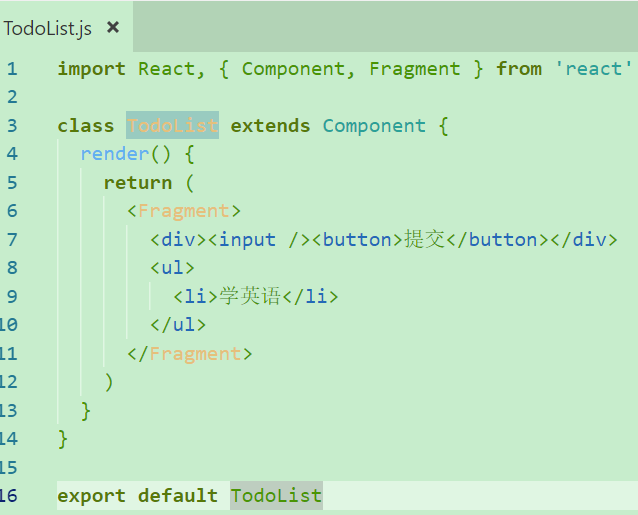 TodoList.js ×
1 import React, { Component, Fragment } from 'react'
2
3 class TodoList extends Component {
4   render() {
5     return (
6       <Fragment>
7         <div><input /><button>提交</button></div>
8         <ul>
9           <li>学英语</li>
10         </ul>
11       </Fragment>
12     )
13   }
14 }
15
16 export default TodoList